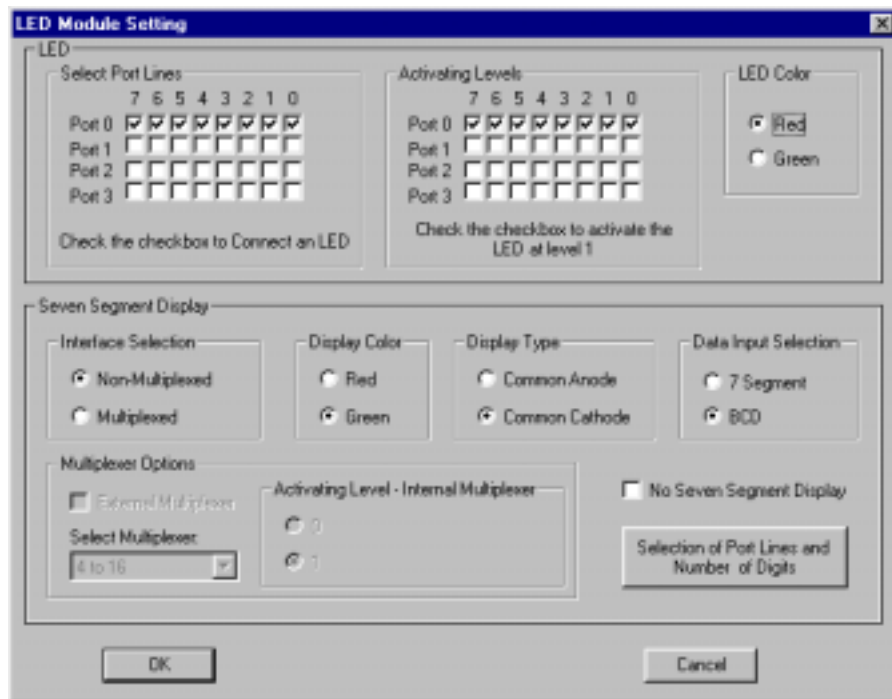 LED Module Setting
LED
Select Port Lines
7 6 5 4 3 2 1 0
Port 0
Port 1
Port 2
Port 3
Check the checkbox to Connect an LED
Activating Levels
7 6 5 4 3 2 1 0
Port 0
Port 1
Port 2
Port 3
Check the checkbox to activate the
LED at level 1
LED Color
Red
Green
Seven Segment Display
Interface Selection
Non-Multiplexed
Multiplexed
Display Color
Red
Green
Display Type
Common Anode
Common Cathode
Data Input Selection
7 Segment
BCD
Multiplexer Options
External Multiplexer
Select Multiplexer:
4 to 16
Activating Level - Internal Multiplexer
0
1
No Seven Segment Display
Selection of Port Lines and
Number of Digits
OK
Cancel